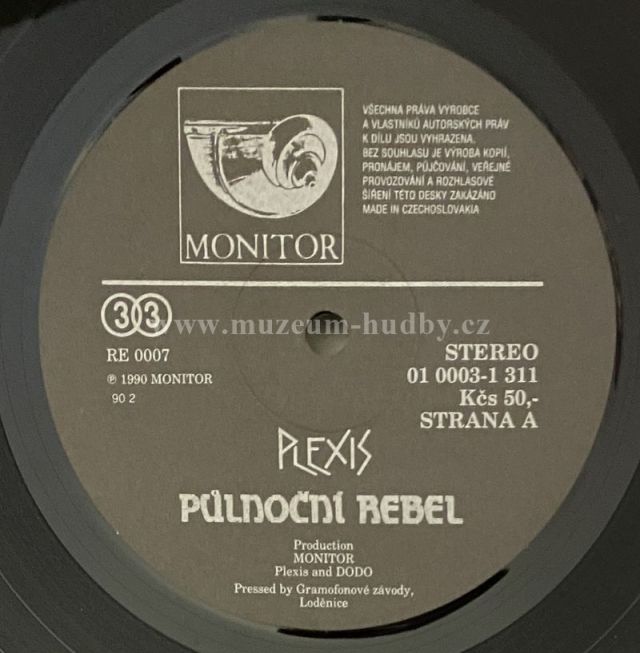 VŠECHNA PRÁVA VÝROBCE
A VLASTNÍKŮ AUTORSKÝCH PRÁV
K DÍLU JSOU VYHRAZENA.
BEZ SOUHLASU JE VÝROBA KOPIÍ,
PRONÁJEM, PŮJČOVÁNÍ, VEŘEJNÉ
PROVOZOVÁNÍ A ROZHLASOVÉ
ŠÍŘENÍ TÉTO DESKY ZAKÁZÁNO
MADE IN CZECHOSLOVAKIA
MONITOR
33
www.muzeum-hudby.cz
RE 0007
℗ 1990 MONITOR
90 2
STEREO
01 0003-1 311
Kčs 50,-
STRANA A
PLEXIS
PŮLNOČNÍ REBEL
Production
MONITOR
Plexis and DODO
Pressed by Gramofonové závody,
Loděnice